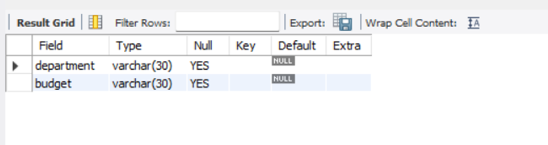 Result Grid Filter Rows: Export: Wrap Cell Content: IA
Field Type Null Key Default Extra
department varchar(30) YES NULL
budget varchar(30) YES NULL